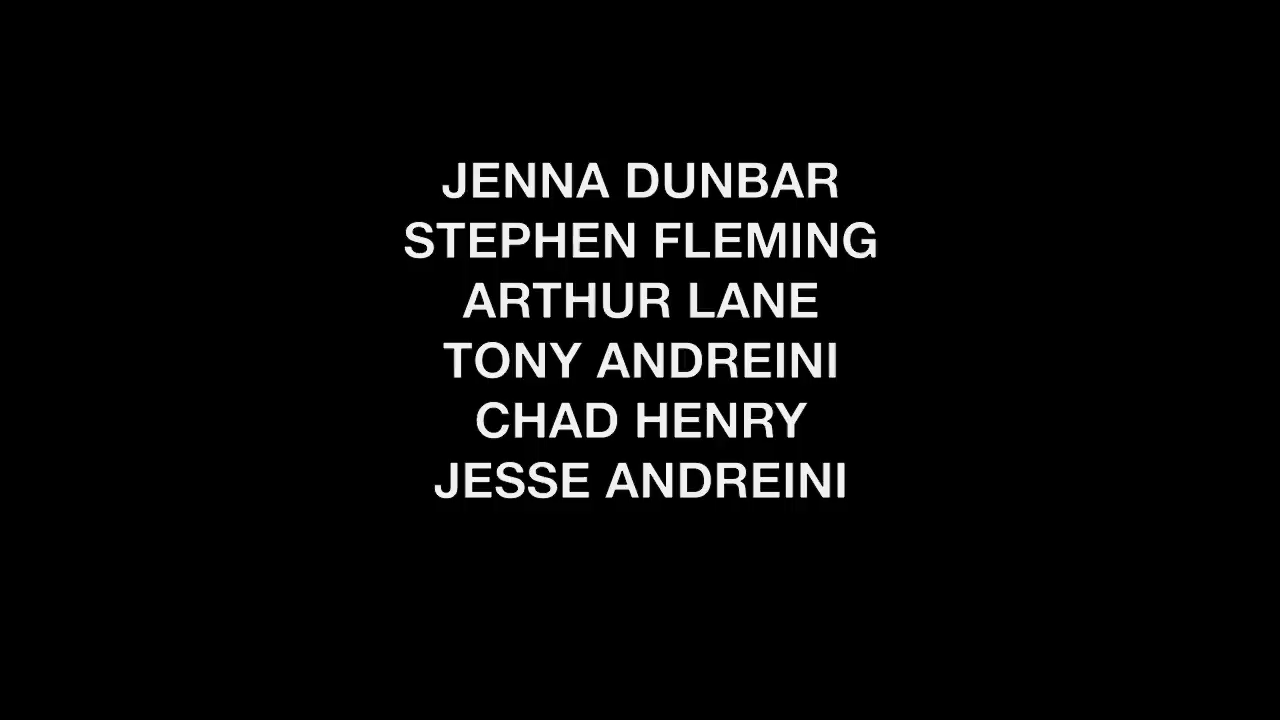 JENNA DUNBAR
STEPHEN FLEMING
ARTHUR LANE
TONY ANDREINI
CHAD HENRY
JESSE ANDREINI